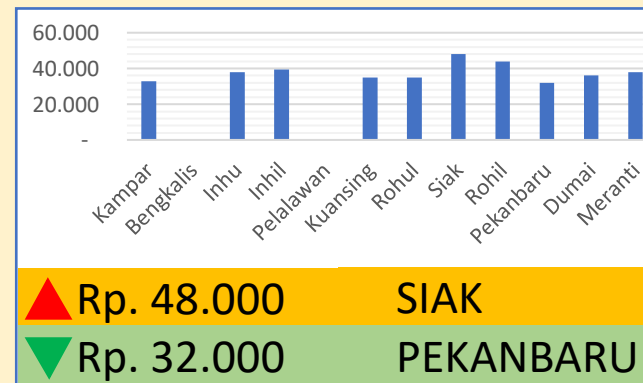 60.000
40.000
20.000
-
Kampar
Bengkalis
Inhu
Inhil
Pelalawan
Kuansing
Rohul
Siak
Rohil
Pekanbaru
Dumai
Meranti
Rp. 48.000 SIAK
Rp. 32.000 PEKANBARU